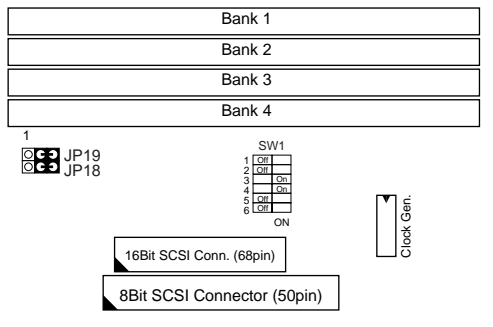 Bank 1
Bank 2
Bank 3
Bank 4
1
JP19
JP18
SW1
1 Off
2 Off
3 On
4 On
5 Off
6 Off
ON
Clock Gen.
16Bit SCSI Conn. (68pin)
8Bit SCSI Connector (50pin)